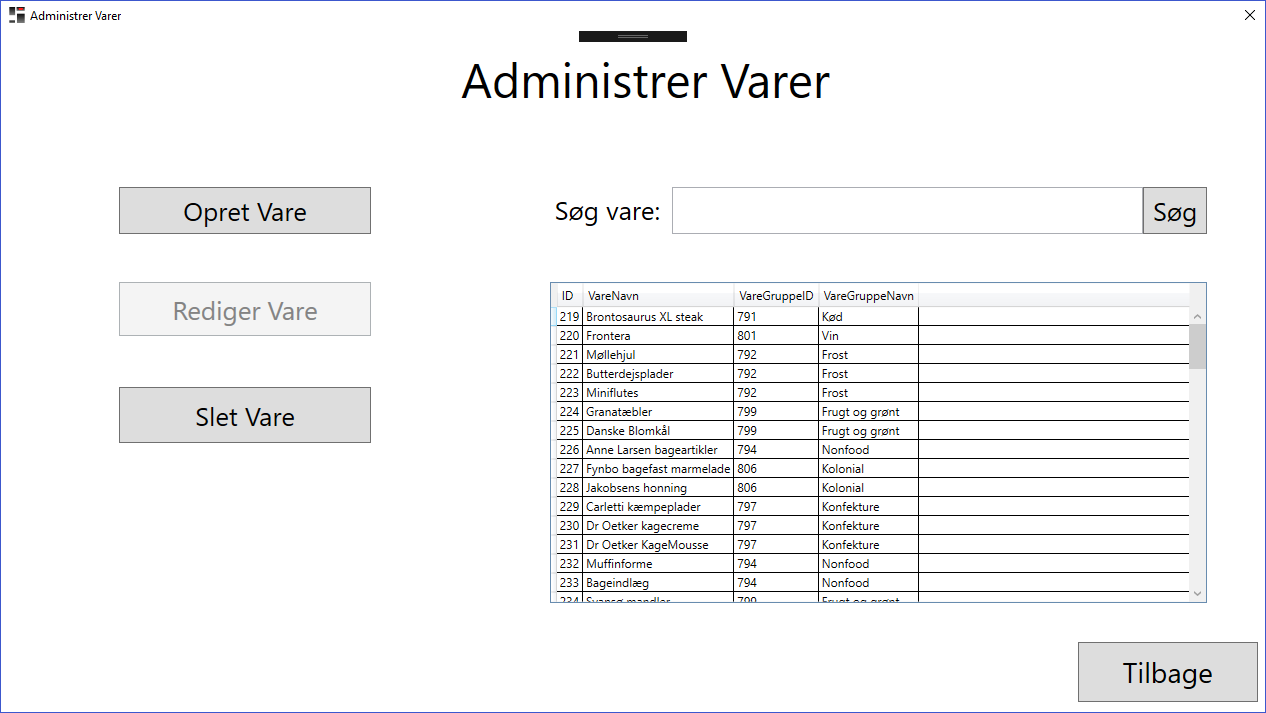 Administrer Varer
Administrer Varer
Opret Vare
Søg vare:
Søg
Rediger Vare
Slet Vare
ID VareNavn VareGruppeID VareGruppeNavn
219 Brontosaurus XL steak 791 Kød
220 Frontera 801 Vin
221 Møllehjul 792 Frost
222 Butterdejsplader 792 Frost
223 Miniflutes 792 Frost
224 Granatæbler 799 Frugt og grønt
225 Danske Blomkål 799 Frugt og grønt
226 Anne Larsen bageartikler 794 Nonfood
227 Fynbo bagefast marmelade 806 Kolonial
228 Jakobsens honning 806 Kolonial
229 Carletti kæmpeplader 797 Konfekture
230 Dr Oetker kagecreme 797 Konfekture
231 Dr Oetker KageMousse 797 Konfekture
232 Muffinforme 794 Nonfood
233 Bageindlæg 794 Nonfood
234 Svansø mandler 799 Frugt og grønt
Tilbage